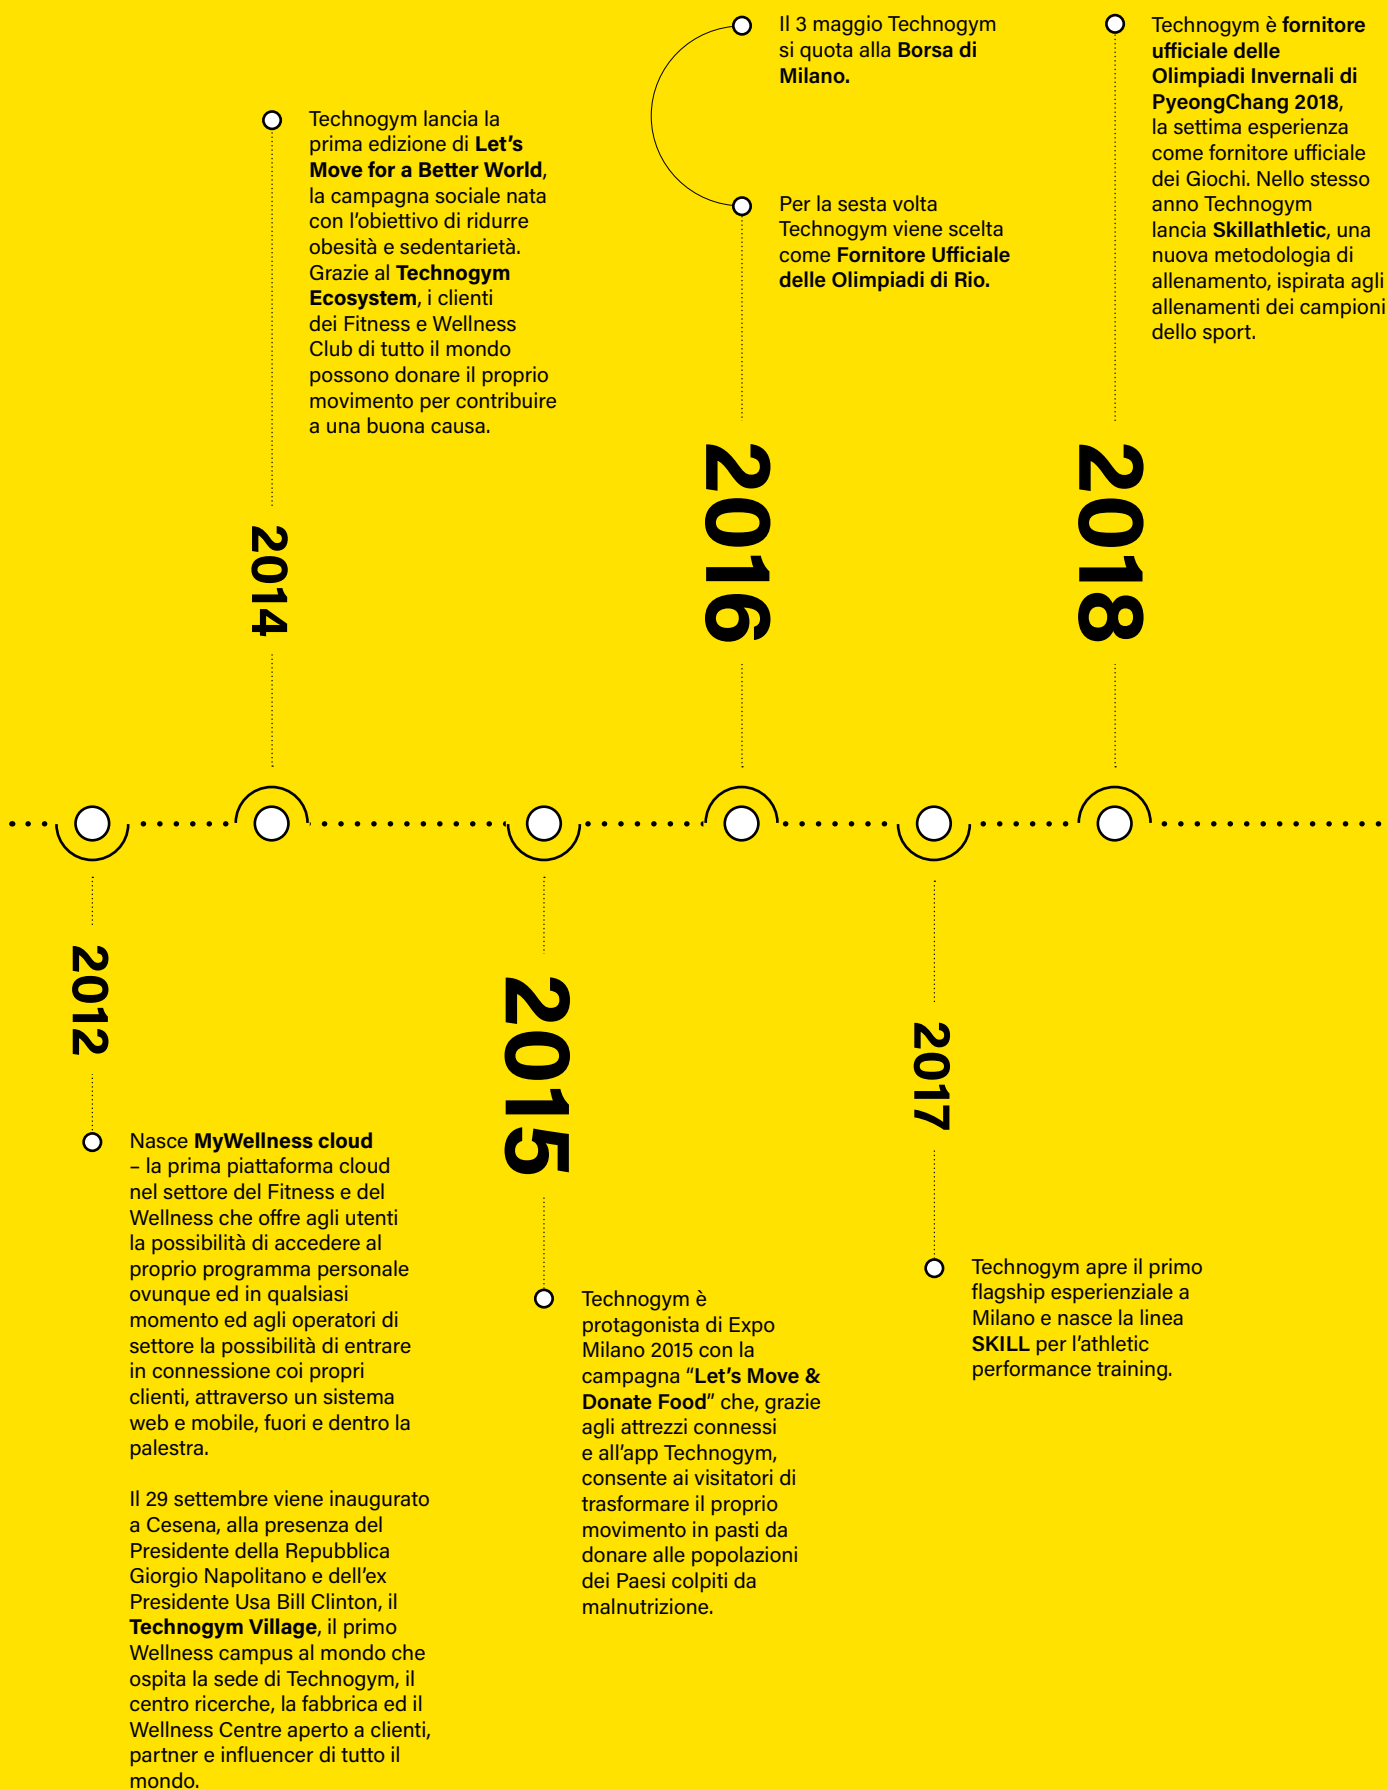 2012
Nasce MyWellness cloud
– la prima piattaforma cloud
nel settore del Fitness e del
Wellness che offre agli utenti
la possibilità di accedere al
proprio programma personale
ovunque ed in qualsiasi
momento ed agli operatori di
settore la possibilità di entrare
in connessione coi propri
clienti, attraverso un sistema
web e mobile, fuori e dentro la
palestra.
Il 29 settembre viene inaugurato
a Cesena, alla presenza del
Presidente della Repubblica
Giorgio Napolitano e dell’ex
Presidente Usa Bill Clinton, il
Technogym Village, il primo
Wellness campus al mondo che
ospita la sede di Technogym, il
centro ricerche, la fabbrica ed il
Wellness Centre aperto a clienti,
partner e influencer di tutto il
mondo.
2014
Technogym lancia la
prima edizione di Let’s
Move for a Better World,
la campagna sociale nata
con l’obiettivo di ridurre
obesità e sedentarietà.
Grazie al Technogym
Ecosystem, i clienti
dei Fitness e Wellness
Club di tutto il mondo
possono donare il proprio
movimento per contribuire
a una buona causa.
2015
Technogym è
protagonista di Expo
Milano 2015 con la
campagna “Let’s Move &
Donate Food” che, grazie
agli attrezzi connessi
e all’app Technogym,
consente ai visitatori di
trasformare il proprio
movimento in pasti da
donare alle popolazioni
dei Paesi colpiti da
malnutrizione.
2016
Il 3 maggio Technogym
si quota alla Borsa di
Milano.
Per la sesta volta
Technogym viene scelta
come Fornitore Ufficiale
delle Olimpiadi di Rio.
2017
Technogym apre il primo
flagship esperienziale a
Milano e nasce la linea
SKILL per l’athletic
performance training.
2018
Technogym è fornitore
ufficiale delle
Olimpiadi Invernali di
PyeongChang 2018,
la settima esperienza
come fornitore ufficiale
dei Giochi. Nello stesso
anno Technogym
lancia Skillathletic, una
nuova metodologia di
allenamento, ispirata agli
allenamenti dei campioni
dello sport.